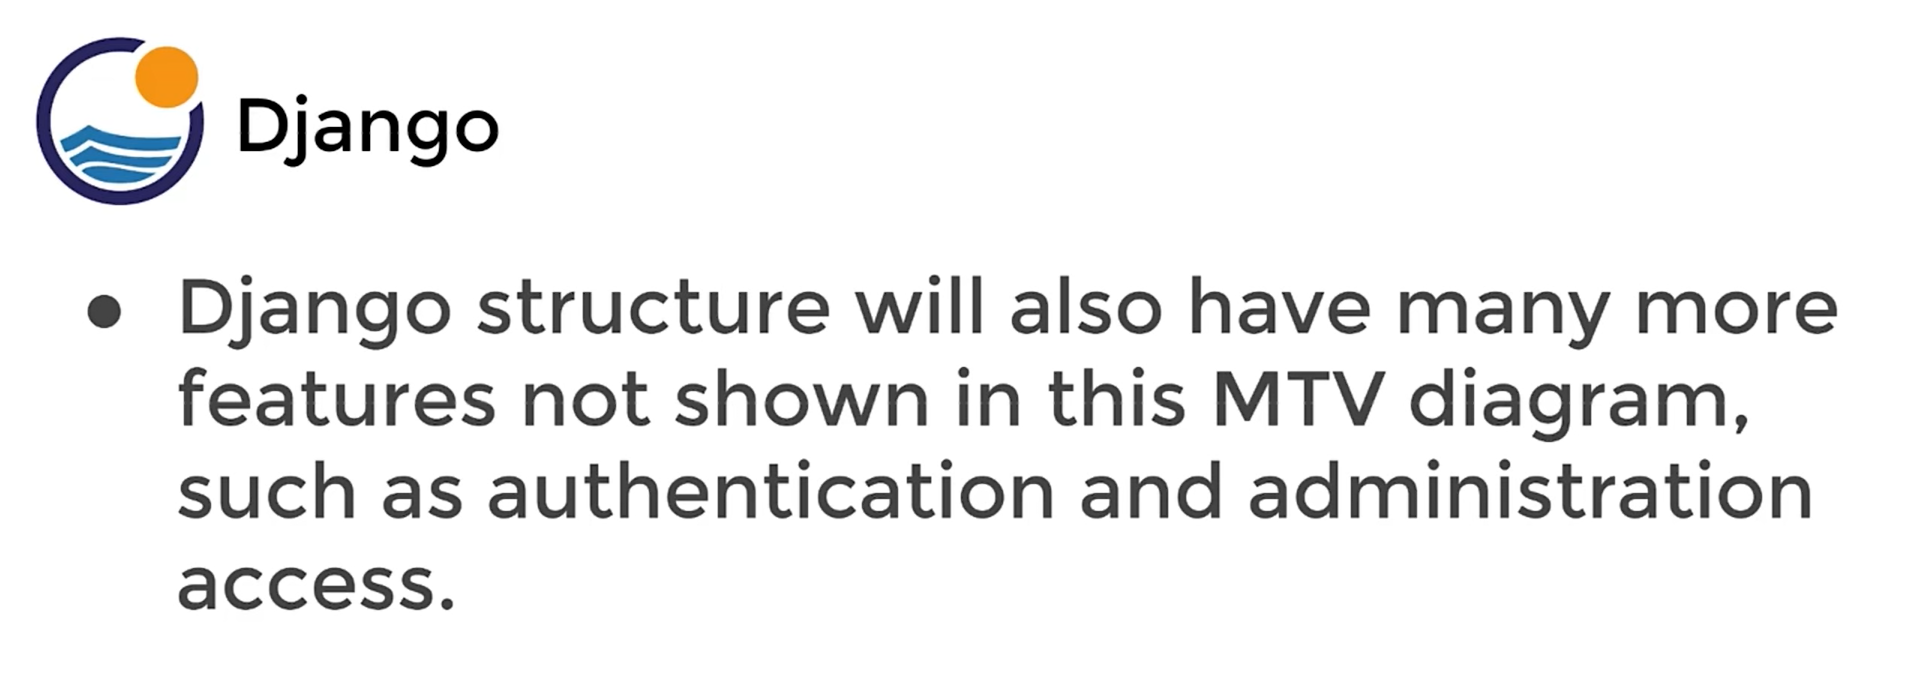 Django
● Django structure will also have many more
features not shown in this MTV diagram,
such as authentication and administration
access.